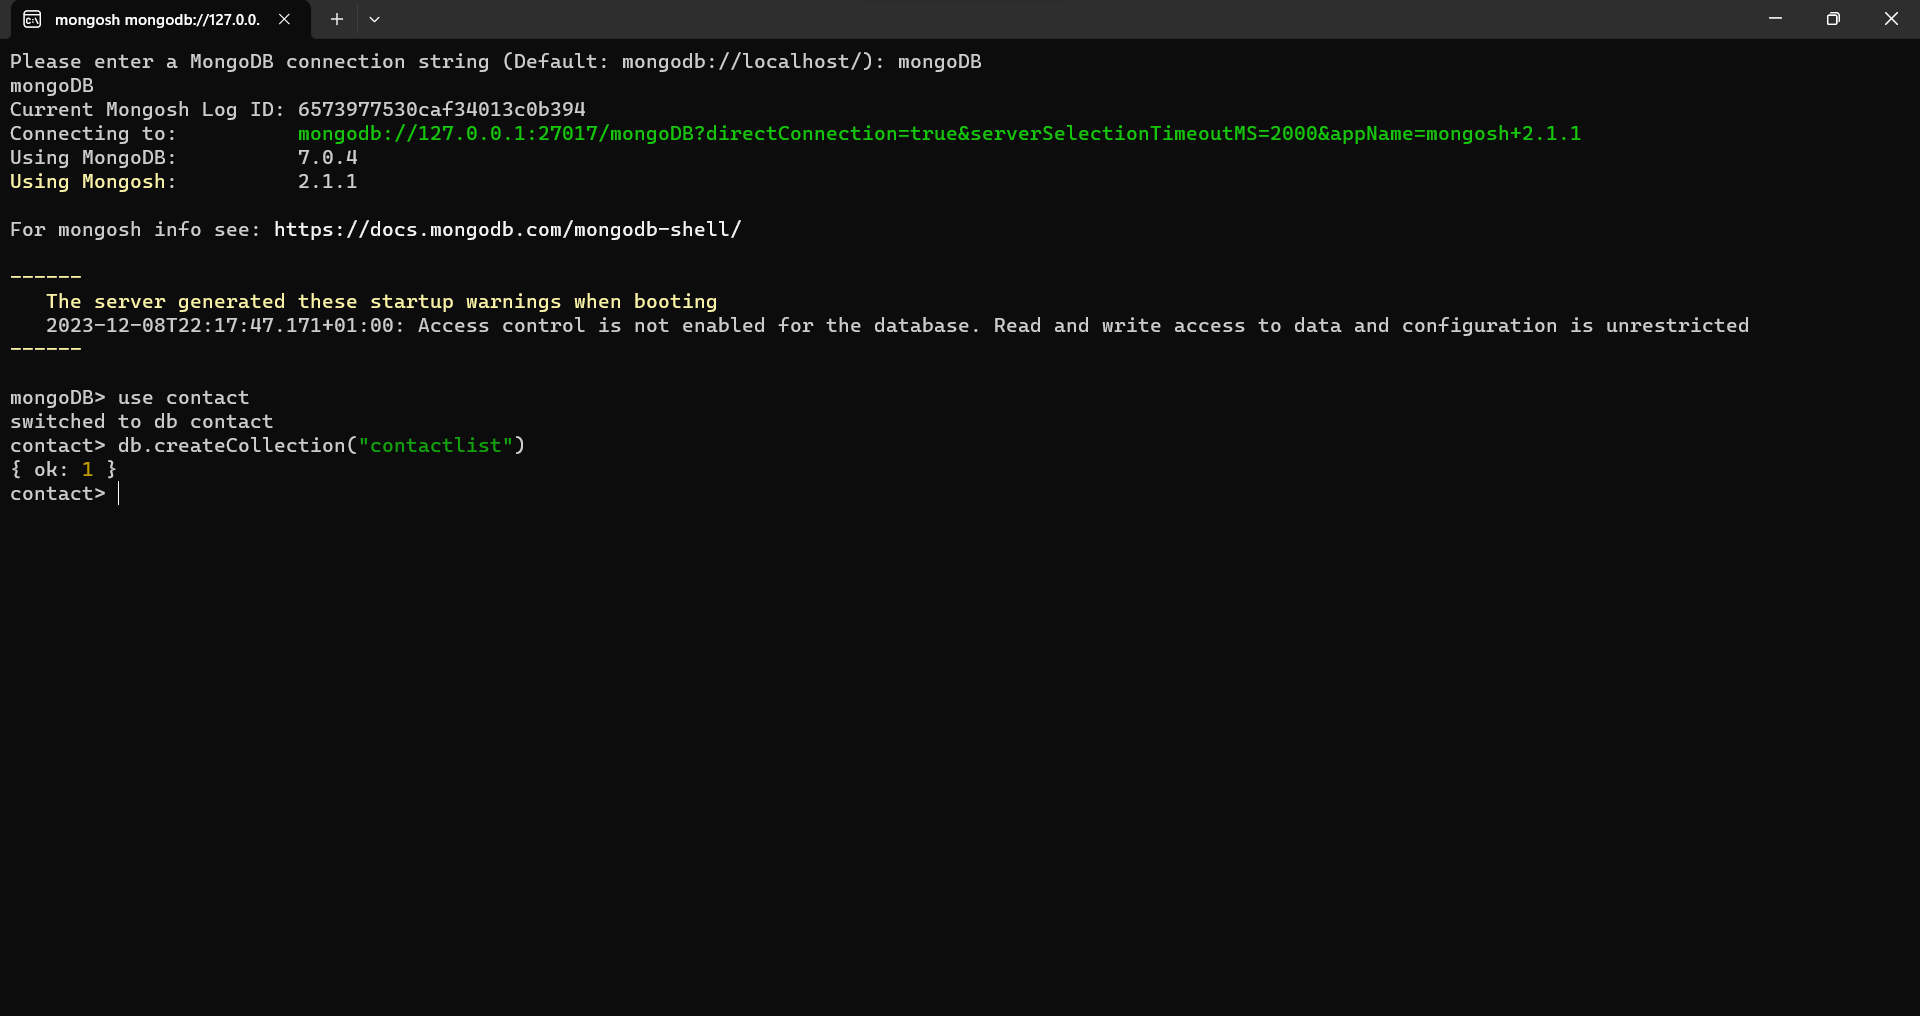 mongosh mongodb://127.0.0.
Please enter a MongoDB connection string (Default: mongodb://localhost/): mongoDB
mongoDB
Current Mongosh Log ID: 6573977530caf34013c0b394
Connecting to:          mongodb://127.0.0.1:27017/mongoDB?directConnection=true&serverSelectionTimeoutMS=2000&appName=mongosh+2.1.1
Using MongoDB:          7.0.4
Using Mongosh:          2.1.1
For mongosh info see: https://docs.mongodb.com/mongodb-shell/
------
   The server generated these startup warnings when booting
   2023-12-08T22:17:47.171+01:00: Access control is not enabled for the database. Read and write access to data and configuration is unrestricted
------
mongoDB> use contact
switched to db contact
contact> db.createCollection("contactlist")
{ ok: 1 }
contact>